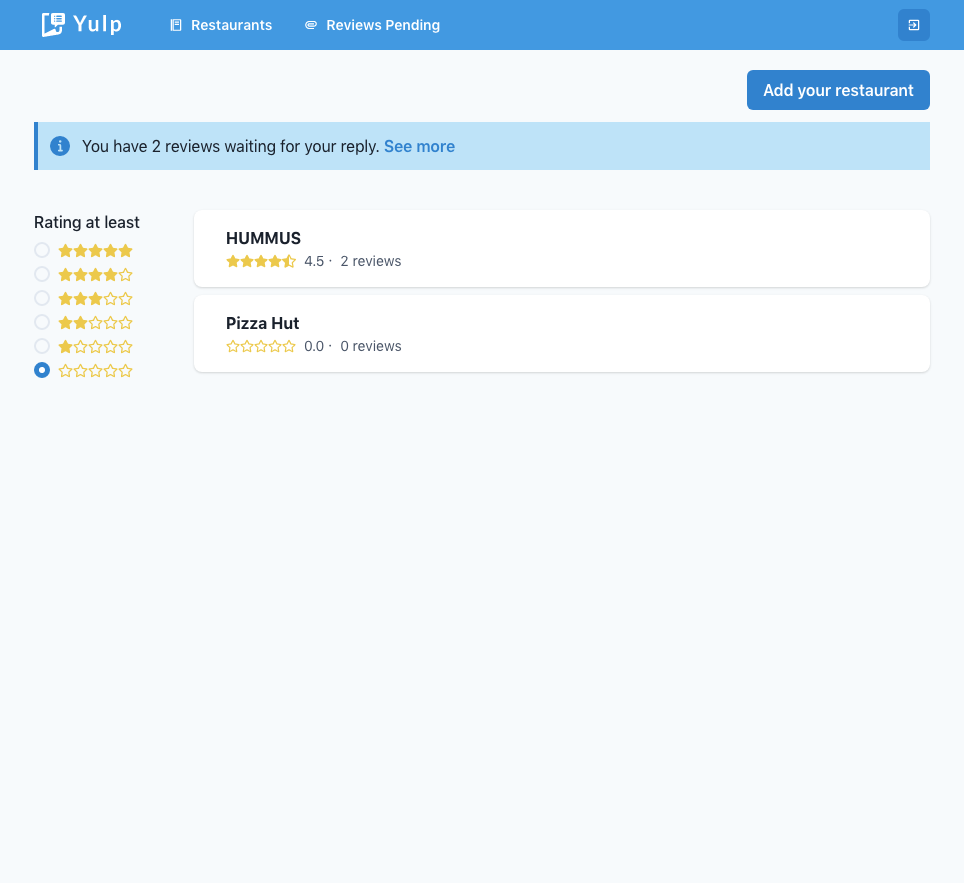 Yulp Restaurants Reviews Pending
Add your restaurant
You have 2 reviews waiting for your reply. See more
Rating at least
HUMMUS
4.5 · 2 reviews
Pizza Hut
0.0 · 0 reviews